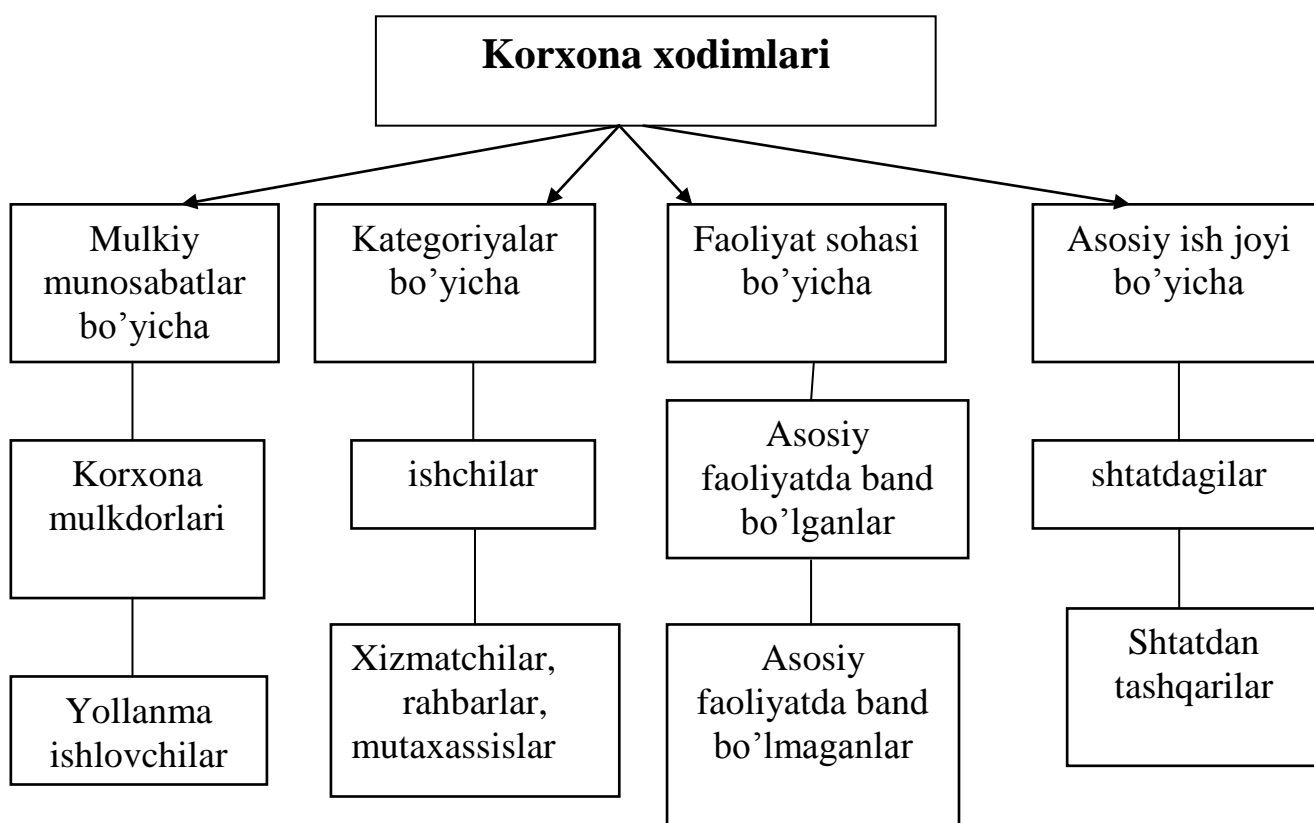 Korxona xodimlari
Mulkiy
munosabatlar
bo’yicha
Kategoriyalar
bo’yicha
Faoliyat sohasi
bo’yicha
Asosiy ish joyi
bo’yicha
Korxona
mulkdorlari
ishchilar
Asosiy
faoliyatda band
bo’lganlar
shtatdagilar
Yollanma
ishlovchilar
Xizmatchilar,
rahbarlar,
mutaxassislar
Asosiy
faoliyatda band
bo’lmaganlar
Shtatdan
tashqarilar